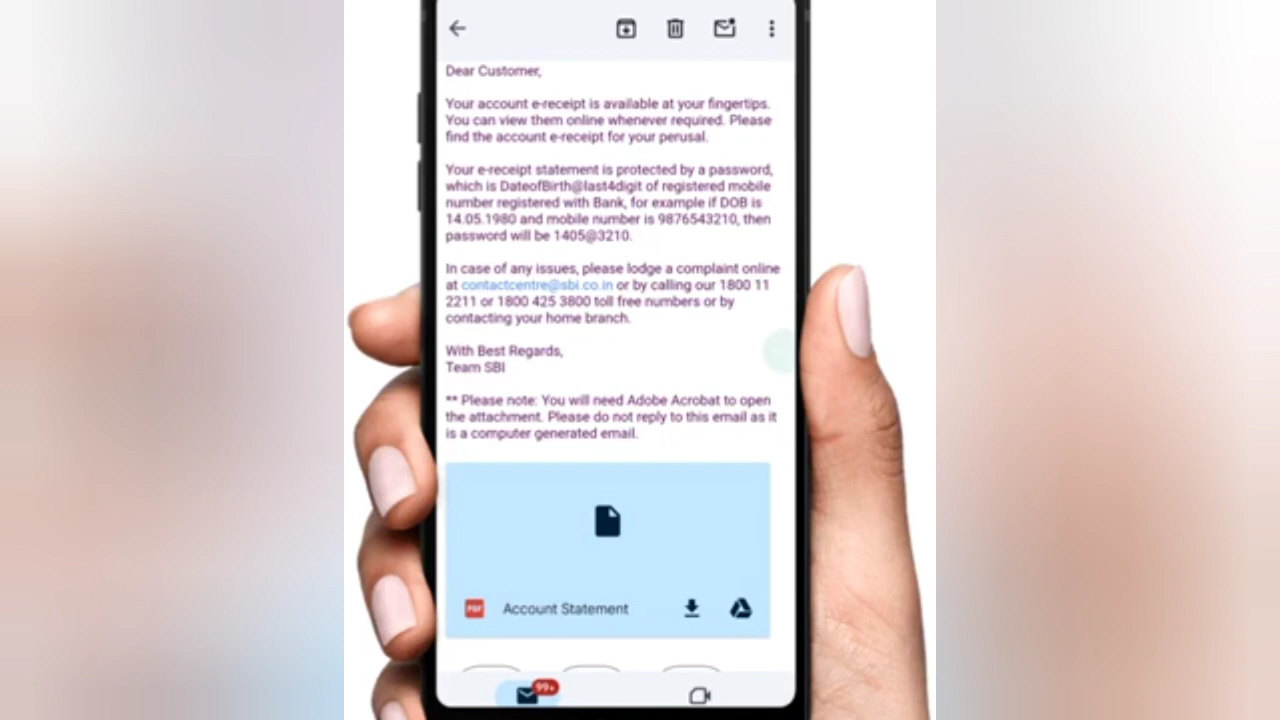 Dear Customer,
Your account e-receipt is available at your fingertips.
You can view them online whenever required. Please
find the account e-receipt for your perusal.
Your e-receipt statement is protected by a password,
which is DateofBirth@last4digit of registered mobile
number registered with Bank, for example if DOB is
14.05.1980 and mobile number is 9876543210, then
password will be 1405@3210.
In case of any issues, please lodge a complaint online
at contactcentre@sbi.co.in or by calling our 1800 11
2211 or 1800 425 3800 toll free numbers or by
contacting your home branch.
With Best Regards,
Team SBI
** Please note: You will need Adobe Acrobat to open
the attachment. Please do not reply to this email as it
is a computer generated email.
PDF Account Statement
99+